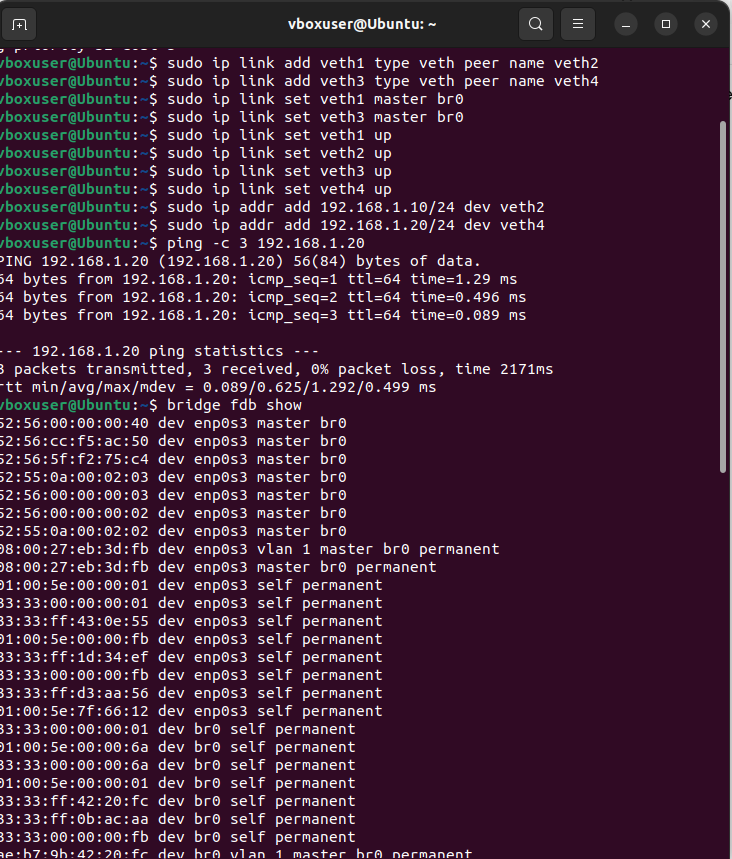 vboxuser@Ubuntu: ~
vboxuser@Ubuntu:~$ sudo ip link add veth1 type veth peer name veth2
vboxuser@Ubuntu:~$ sudo ip link add veth3 type veth peer name veth4
vboxuser@Ubuntu:~$ sudo ip link set veth1 master br0
vboxuser@Ubuntu:~$ sudo ip link set veth3 master br0
vboxuser@Ubuntu:~$ sudo ip link set veth1 up
vboxuser@Ubuntu:~$ sudo ip link set veth2 up
vboxuser@Ubuntu:~$ sudo ip link set veth3 up
vboxuser@Ubuntu:~$ sudo ip link set veth4 up
vboxuser@Ubuntu:~$ sudo ip addr add 192.168.1.10/24 dev veth2
vboxuser@Ubuntu:~$ sudo ip addr add 192.168.1.20/24 dev veth4
vboxuser@Ubuntu:~$ ping -c 3 192.168.1.20
PING 192.168.1.20 (192.168.1.20) 56(84) bytes of data.
64 bytes from 192.168.1.20: icmp_seq=1 ttl=64 time=1.29 ms
64 bytes from 192.168.1.20: icmp_seq=2 ttl=64 time=0.496 ms
64 bytes from 192.168.1.20: icmp_seq=3 ttl=64 time=0.089 ms
--- 192.168.1.20 ping statistics ---
3 packets transmitted, 3 received, 0% packet loss, time 2171ms
rtt min/avg/max/mdev = 0.089/0.625/1.292/0.499 ms
vboxuser@Ubuntu:~$ bridge fdb show
52:56:00:00:00:40 dev enp0s3 master br0
52:56:cc:f5:ac:50 dev enp0s3 master br0
52:56:5f:f2:75:c4 dev enp0s3 master br0
52:55:0a:00:02:03 dev enp0s3 master br0
52:56:00:00:00:03 dev enp0s3 master br0
52:56:00:00:00:02 dev enp0s3 master br0
52:55:0a:00:02:02 dev enp0s3 master br0
08:00:27:eb:3d:fb dev enp0s3 vlan 1 master br0 permanent
08:00:27:eb:3d:fb dev enp0s3 master br0 permanent
01:00:5e:00:00:01 dev enp0s3 self permanent
33:33:00:00:00:01 dev enp0s3 self permanent
33:33:ff:43:0e:55 dev enp0s3 self permanent
01:00:5e:00:00:fb dev enp0s3 self permanent
33:33:ff:1d:34:ef dev enp0s3 self permanent
33:33:00:00:00:fb dev enp0s3 self permanent
33:33:ff:d3:aa:56 dev enp0s3 self permanent
01:00:5e:7f:66:12 dev enp0s3 self permanent
33:33:00:00:00:01 dev br0 self permanent
01:00:5e:00:00:6a dev br0 self permanent
33:33:00:00:00:6a dev br0 self permanent
01:00:5e:00:00:01 dev br0 self permanent
33:33:ff:42:20:fc dev br0 self permanent
33:33:ff:0b:ac:aa dev br0 self permanent
33:33:00:00:00:fb dev br0 self permanent
ae:b7:9b:42:20:fc dev br0 vlan 1 master br0 permanent